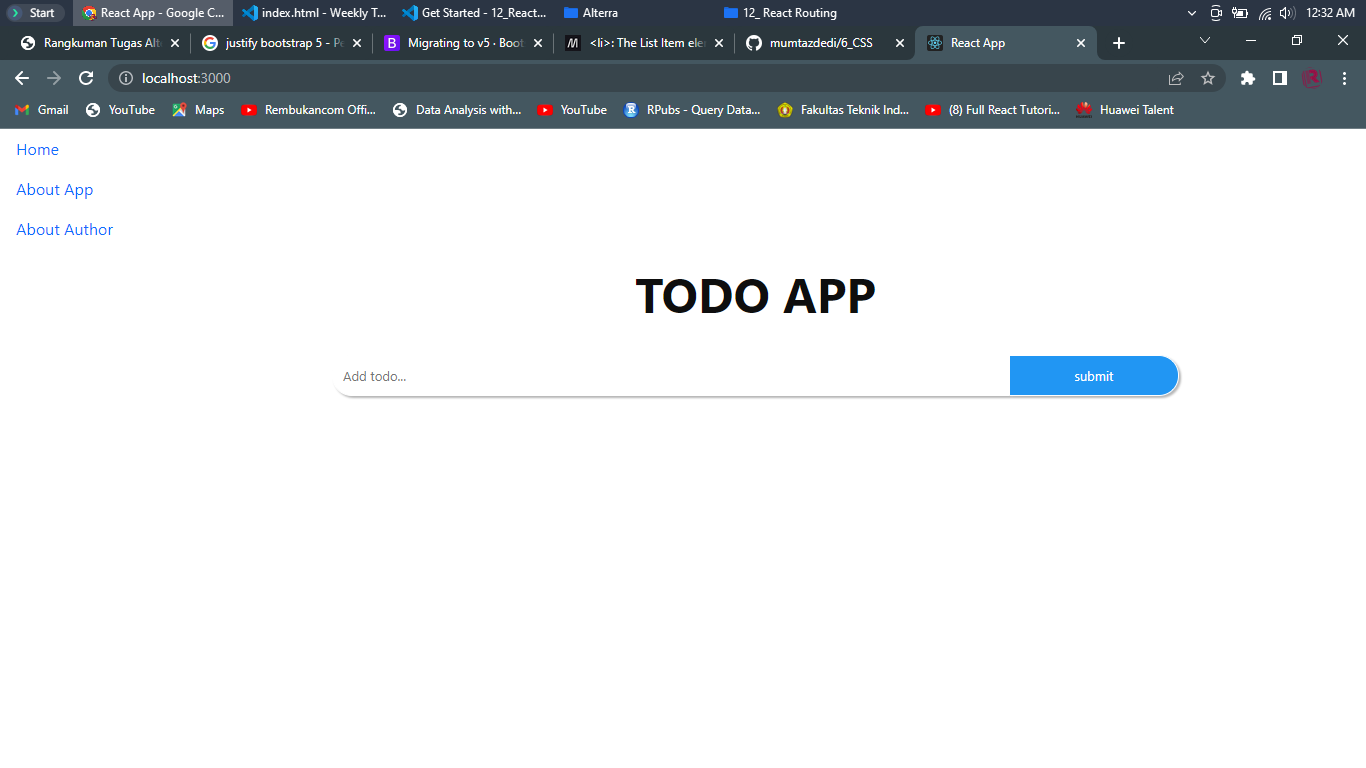 Start React App - Google C... index.html - Weekly T... Get Started - 12_React... Alterra 12_ React Routing 12:32 AM
Rangkuman Tugas Alt justify bootstrap 5 - Pe Migrating to v5 · Boot <li>: The List Item ele mumtazdedi/6_CSS React App
localhost:3000
Gmail YouTube Maps Rembukancom Offi... Data Analysis with... YouTube RPubs - Query Data... Fakultas Teknik Ind... (8) Full React Tutori... Huawei Talent
Home
About App
About Author
TODO APP
Add todo... submit